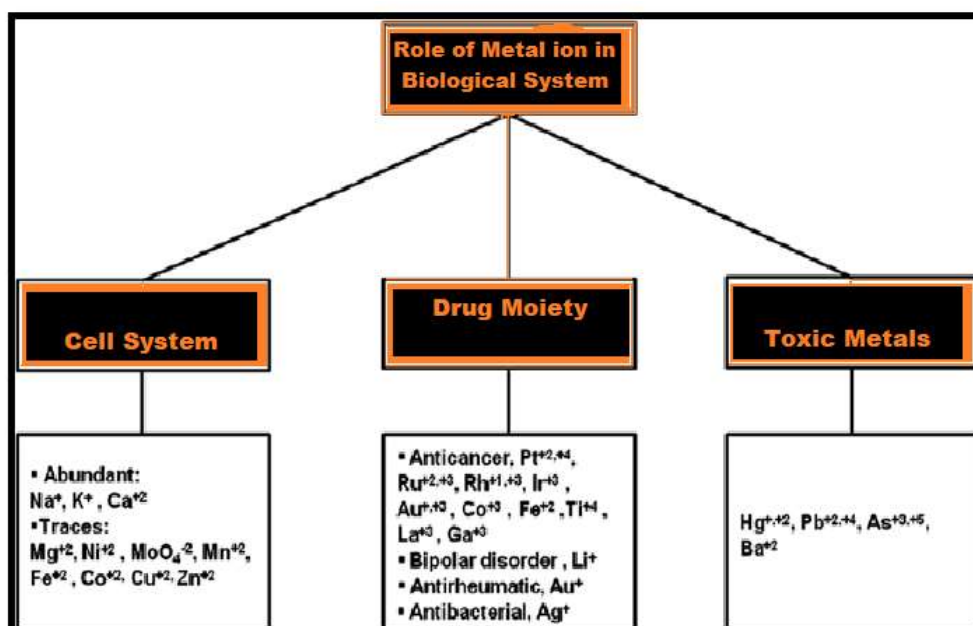 Role of Metal ion in
Biological System
Cell System
Drug Moiety
Toxic Metals
▪ Abundant:
Na⁺, K⁺ , Ca⁺²
▪Traces:
Mg⁺², Ni⁺² , MoO₄⁻², Mn⁺²,
Fe⁺² , Co⁺², Cu⁺², Zn⁺²
▪ Anticancer, Pt⁺²,⁺⁴,
Ru⁺²,⁺³, Rh⁺¹,⁺³, Ir⁺³ ,
Au⁺,⁺³ , Co⁺³ , Fe⁺² ,Ti⁺⁴ ,
La⁺³ , Ga⁺³
▪ Bipolar disorder , Li⁺
▪ Antirheumatic, Au⁺
▪ Antibacterial, Ag⁺
Hg⁺,⁺², Pb⁺²,⁺⁴, As⁺³,⁺⁵,
Ba⁺²